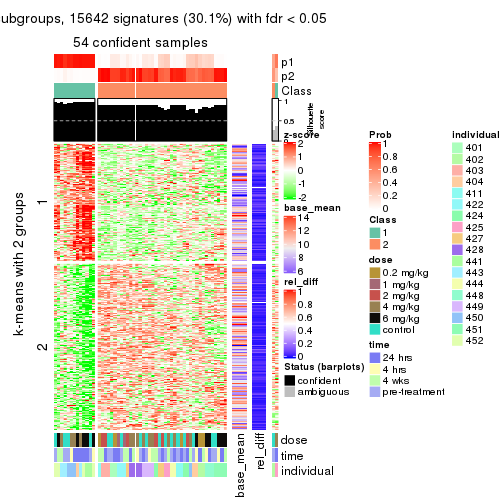 ubgroups, 15642 signatures (30.1%) with fdr < 0.05
54 confident samples
p1
p2
Class
1
0.5
0
Silhouette
score
k-means with 2 groups
1
2
z-score
2
1
0
-1
-2
base_mean
14
12
10
8
6
rel_diff
1
0.8
0.6
0.4
0.2
0
Status (barplots)
confident
ambiguous
Prob
1
0.8
0.6
0.4
0.2
0
Class
1
2
dose
0.2 mg/kg
1 mg/kg
2 mg/kg
4 mg/kg
6 mg/kg
control
time
24 hrs
4 hrs
4 wks
pre-treatment
individual
401
402
403
404
411
422
424
425
427
428
441
443
444
448
449
450
451
452
dose
time
individual
base_mean
rel_diff